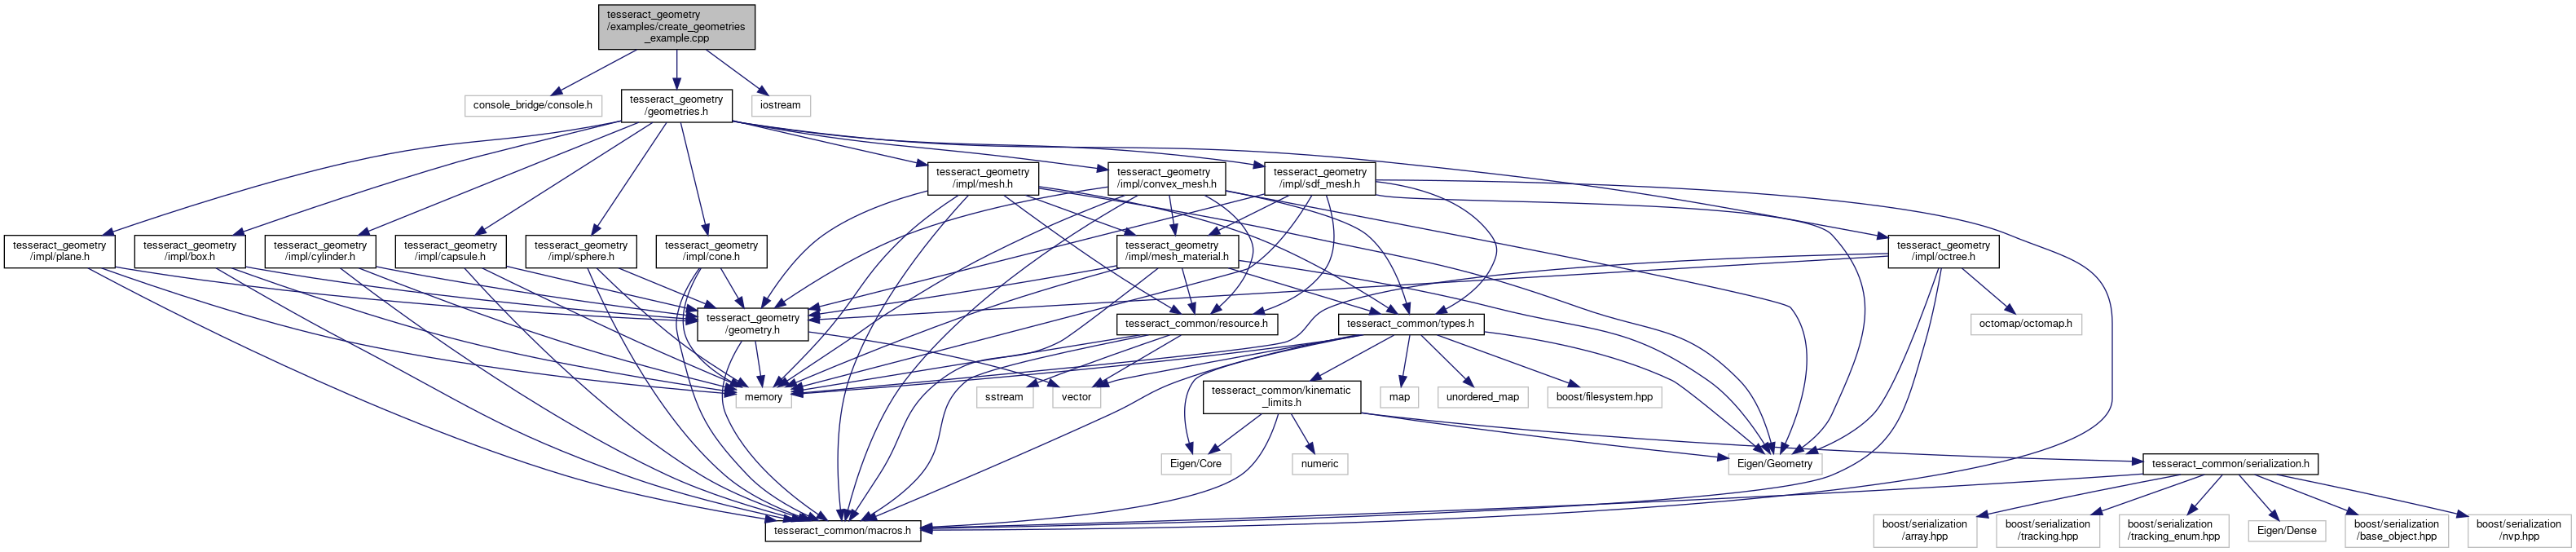 tesseract_geometry
/examples/create_geometries
_example.cpp
console_bridge/console.h
tesseract_geometry
/geometries.h
iostream
tesseract_geometry
/impl/mesh.h
tesseract_geometry
/impl/convex_mesh.h
tesseract_geometry
/impl/sdf_mesh.h
tesseract_geometry
/impl/plane.h
tesseract_geometry
/impl/box.h
tesseract_geometry
/impl/cylinder.h
tesseract_geometry
/impl/capsule.h
tesseract_geometry
/impl/sphere.h
tesseract_geometry
/impl/cone.h
tesseract_geometry
/impl/mesh_material.h
tesseract_geometry
/impl/octree.h
tesseract_geometry
/geometry.h
tesseract_common/resource.h
tesseract_common/types.h
octomap/octomap.h
memory
sstream
vector
tesseract_common/kinematic
_limits.h
map
unordered_map
boost/filesystem.hpp
Eigen/Core
numeric
Eigen/Geometry
tesseract_common/serialization.h
tesseract_common/macros.h
boost/serialization
/array.hpp
boost/serialization
/tracking.hpp
boost/serialization
/tracking_enum.hpp
Eigen/Dense
boost/serialization
/base_object.hpp
boost/serialization
/nvp.hpp